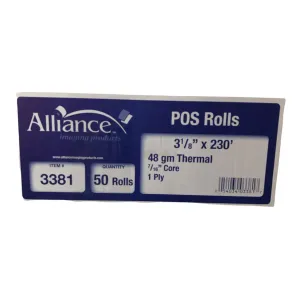 Alliance
imaging products
POS Rolls
3 1/8" x 230'
48 gm Thermal
7/16" Core
1 Ply
ITEM #
3381
QUANTITY
50 Rolls